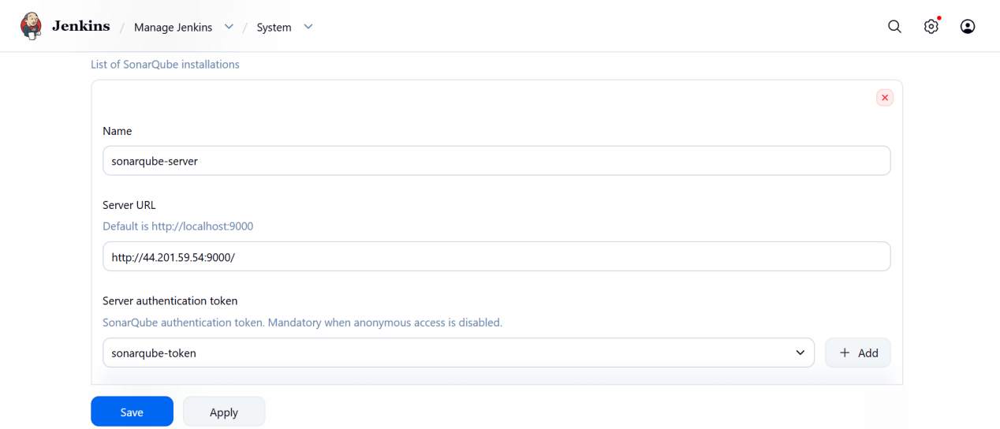 Jenkins / Manage Jenkins / System
List of SonarQube installations
Name
sonarqube-server
Server URL
Default is http://localhost:9000
http://44.201.59.54:9000/
Server authentication token
SonarQube authentication token. Mandatory when anonymous access is disabled.
sonarqube-token + Add
Save Apply